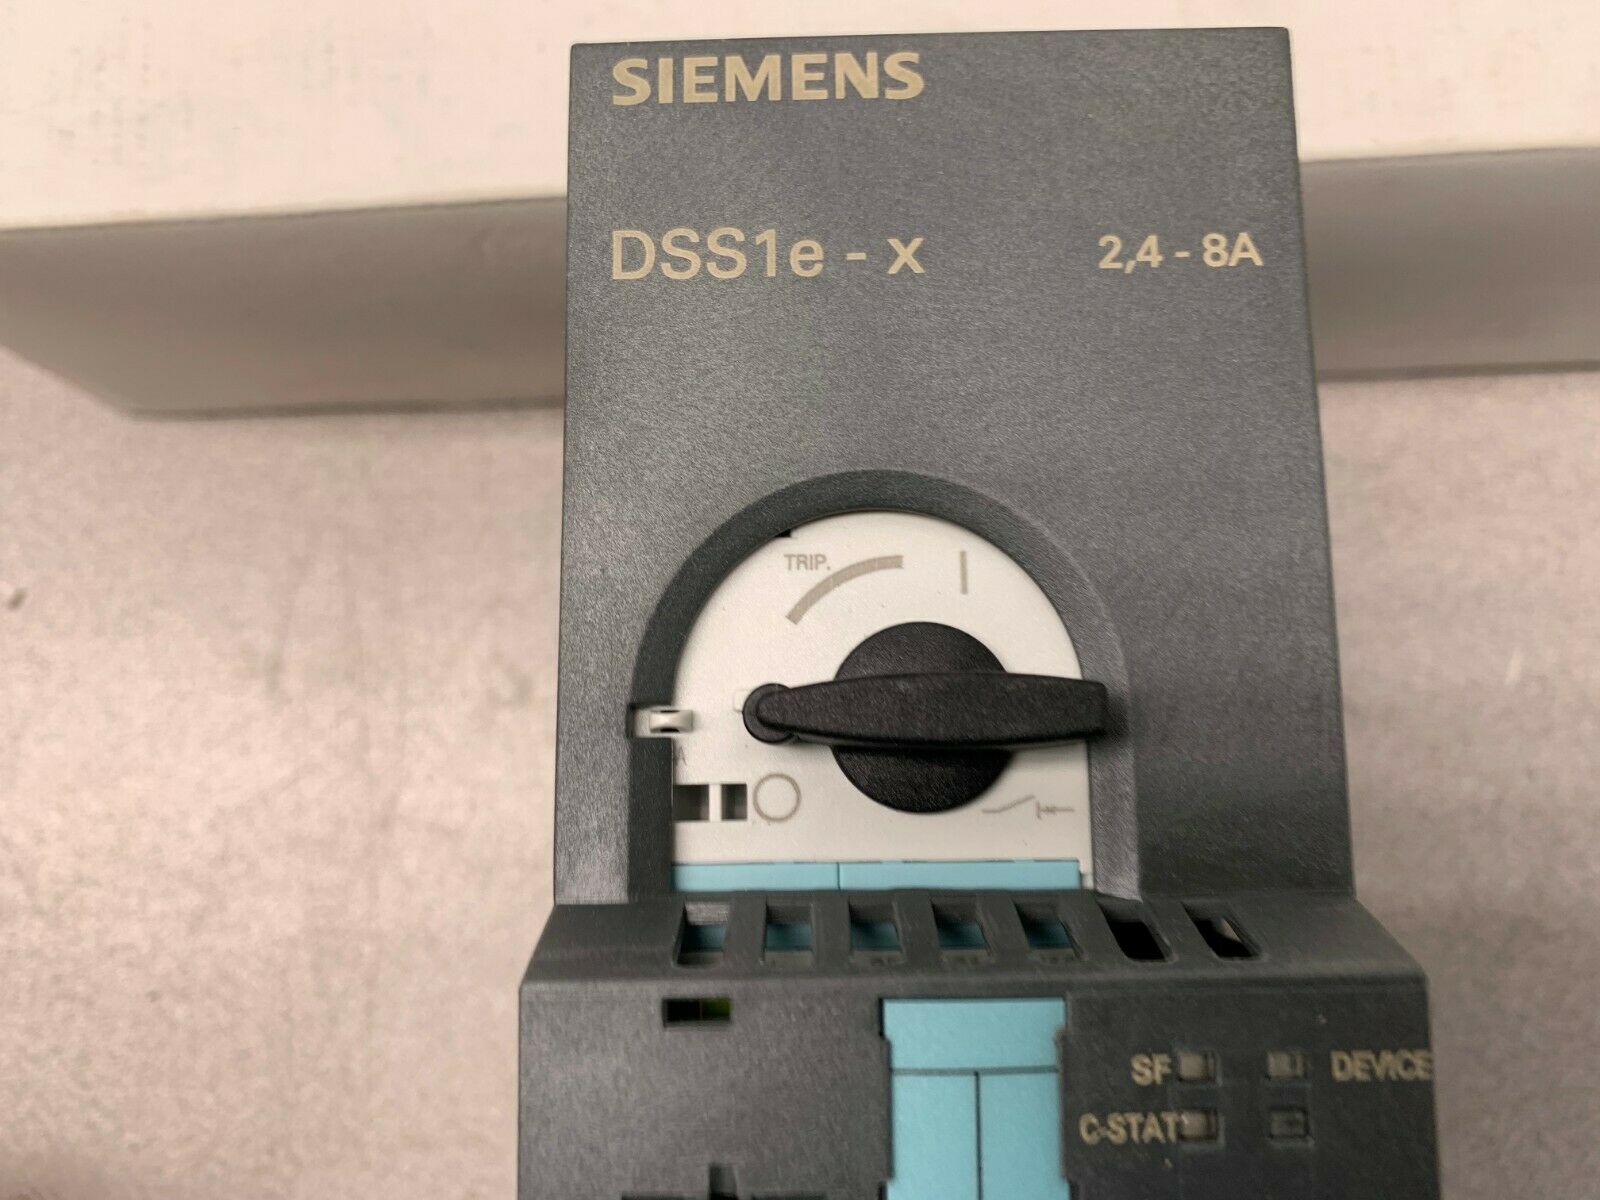 SIEMENS
DSS1e - x 2,4 - 8A
TRIP. I
O
SF DEVICE
C-STAT